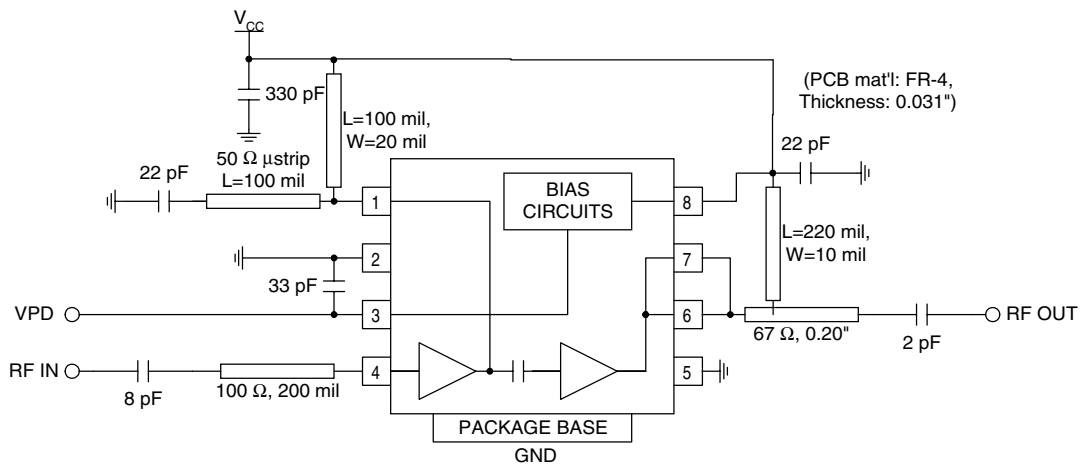 VCC
330 pF
L=100 mil,
W=20 mil
(PCB mat'l: FR-4,
Thickness: 0.031")
22 pF
50 Ω µstrip
L=100 mil
22 pF
1
BIAS
CIRCUITS
8
L=220 mil,
W=10 mil
2
7
33 pF
VPD
3
6
RF OUT
67 Ω, 0.20"
2 pF
RF IN
8 pF
100 Ω, 200 mil
4
5
PACKAGE BASE
GND